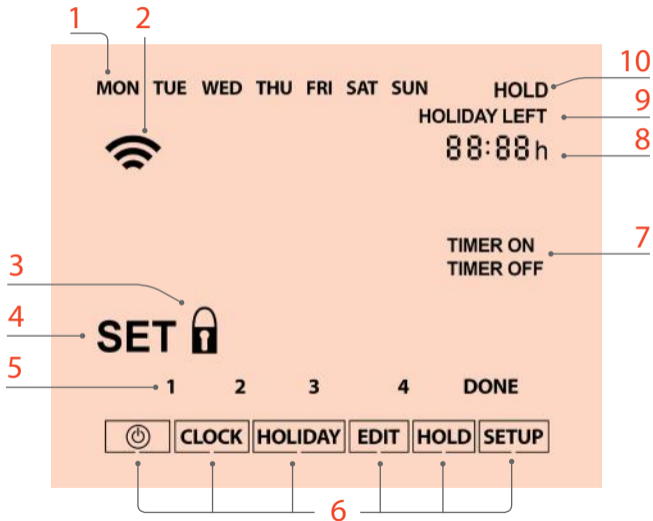 1 2
10
MON TUE WED THU FRI SAT SUN HOLD
HOLIDAY LEFT 9
88:88h 8
TIMER ON 7
TIMER OFF
3
4 SET
5
1 2 3 4 DONE
CLOCK HOLIDAY EDIT HOLD SETUP
6